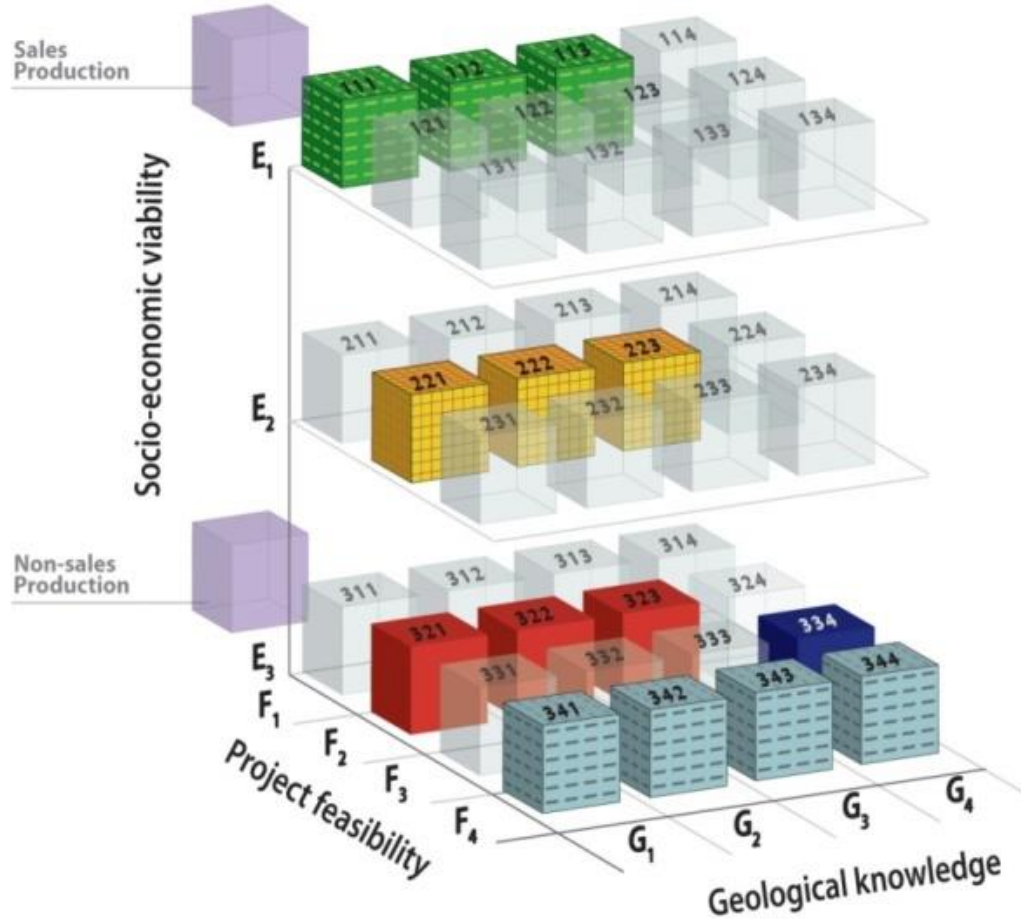 Sales
Production
Socio-economic viability
E1
111
112
113
114
121
122
123
124
131
132
133
134
E2
211
212
213
214
221
222
223
224
231
232
233
234
Non-sales
Production
E3
311
312
313
314
321
322
323
324
331
332
333
334
341
342
343
344
F1
F2
F3
F4
Project feasibility
G1
G2
G3
G4
Geological knowledge